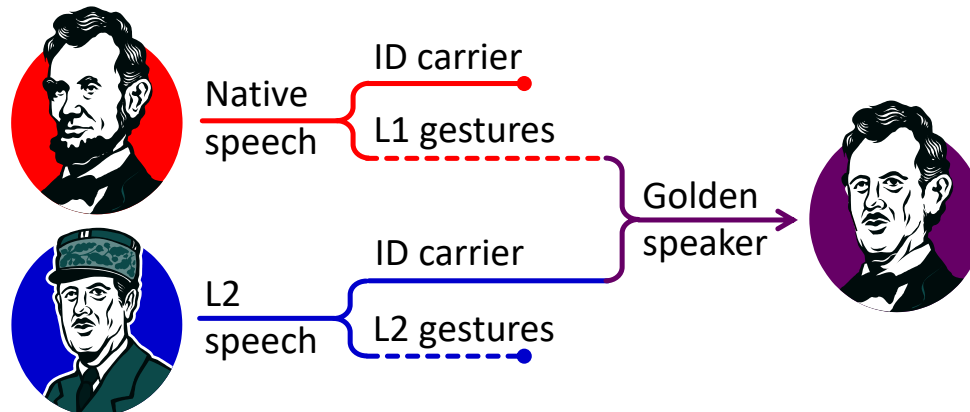 ID carrier
Native
speech
L1 gestures
Golden
speaker
ID carrier
L2
speech
L2 gestures